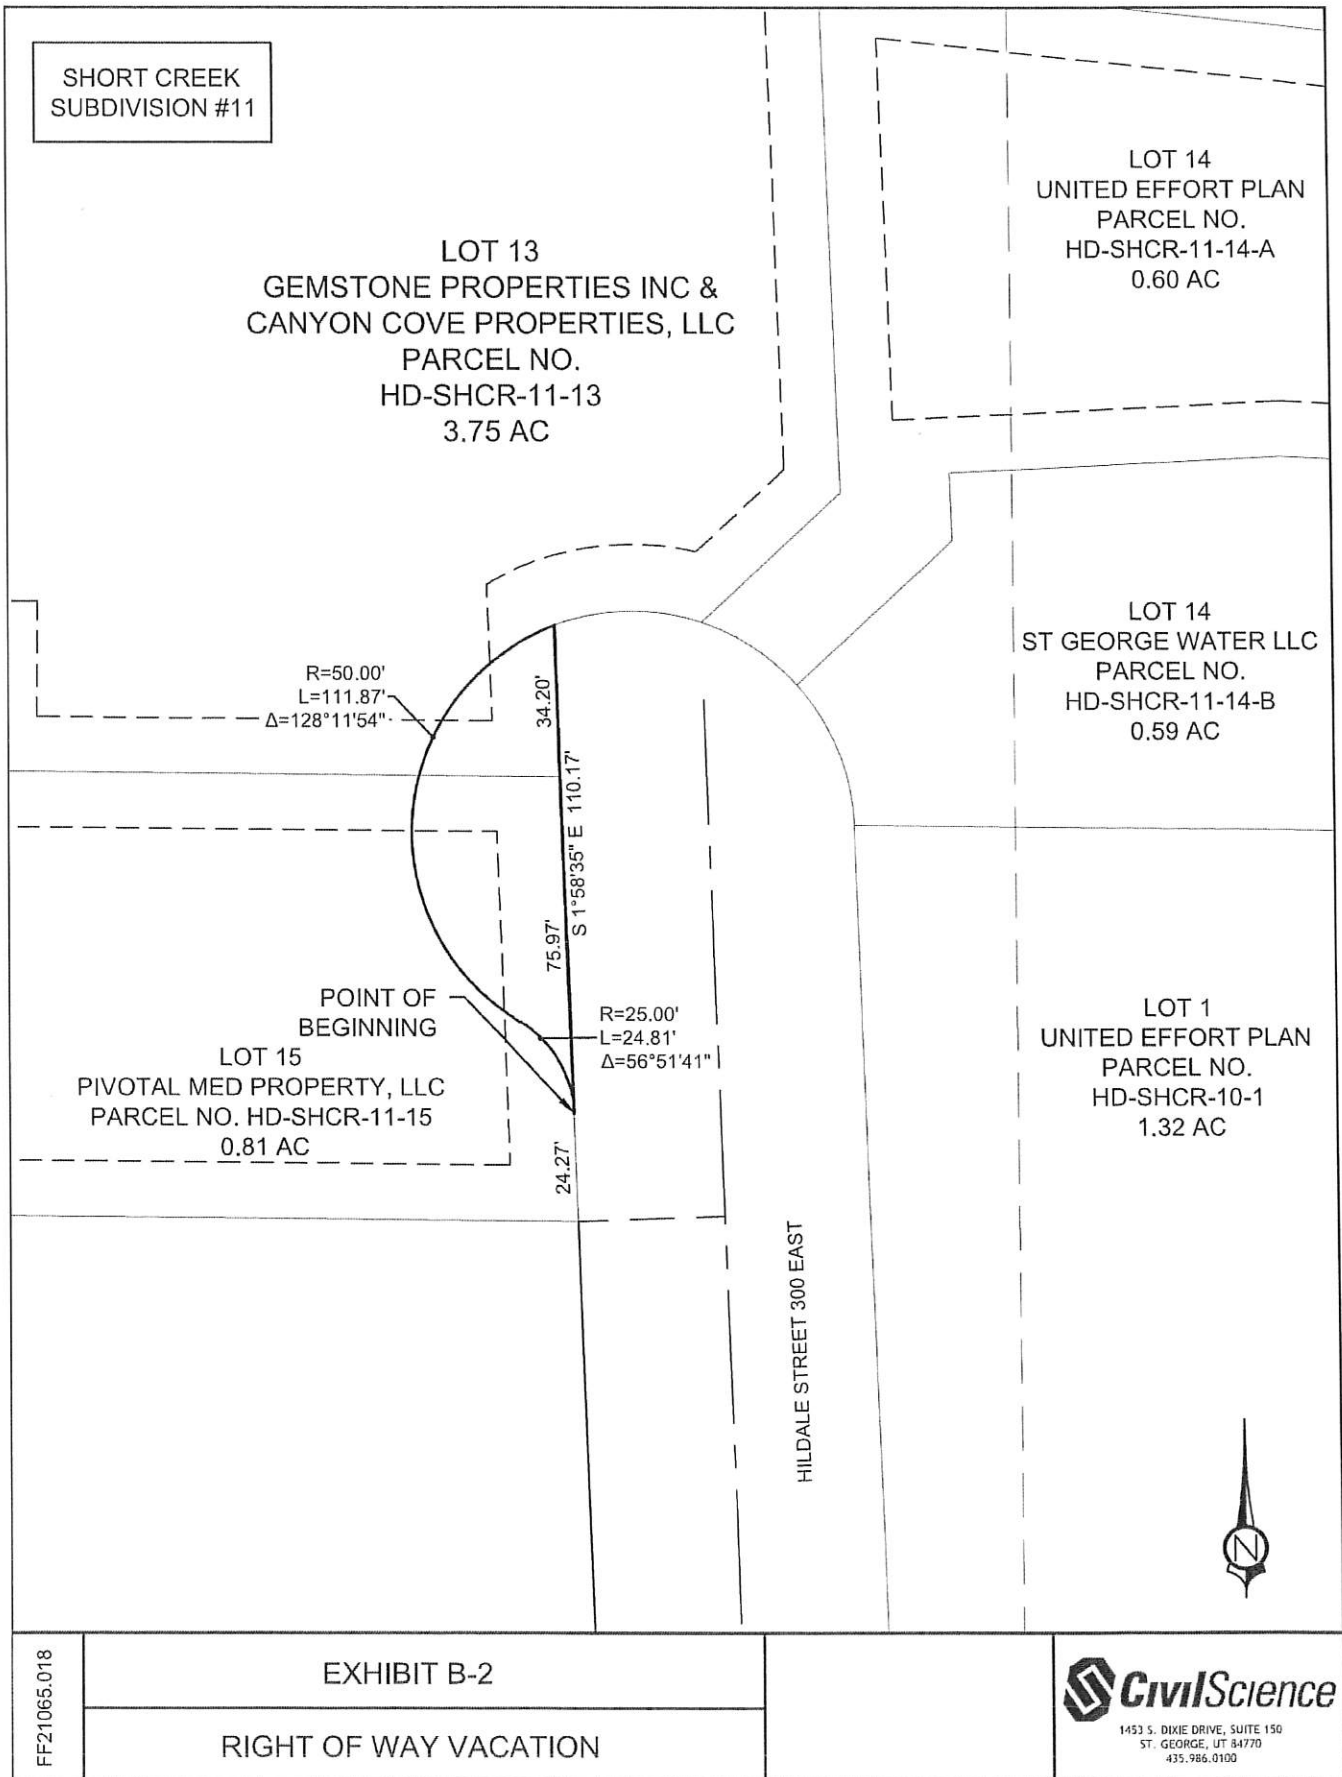 SHORT CREEK
SUBDIVISION #11
LOT 13
GEMSTONE PROPERTIES INC &
CANYON COVE PROPERTIES, LLC
PARCEL NO.
HD-SHCR-11-13
3.75 AC
LOT 14
UNITED EFFORT PLAN
PARCEL NO.
HD-SHCR-11-14-A
0.60 AC
LOT 14
ST GEORGE WATER LLC
PARCEL NO.
HD-SHCR-11-14-B
0.59 AC
R=50.00'
L=111.87'
Δ=128°11'54"
34.20'
S 1°58'35" E 110.17'
75.97'
POINT OF
BEGINNING
R=25.00'
L=24.81'
Δ=56°51'41"
LOT 15
PIVOTAL MED PROPERTY, LLC
PARCEL NO. HD-SHCR-11-15
0.81 AC
24.27'
LOT 1
UNITED EFFORT PLAN
PARCEL NO.
HD-SHCR-10-1
1.32 AC
HILDALE STREET 300 EAST
N
FF21065.018
EXHIBIT B-2
RIGHT OF WAY VACATION
CivilScience
1453 S. DIXIE DRIVE, SUITE 150
ST. GEORGE, UT 84770
435.986.0100